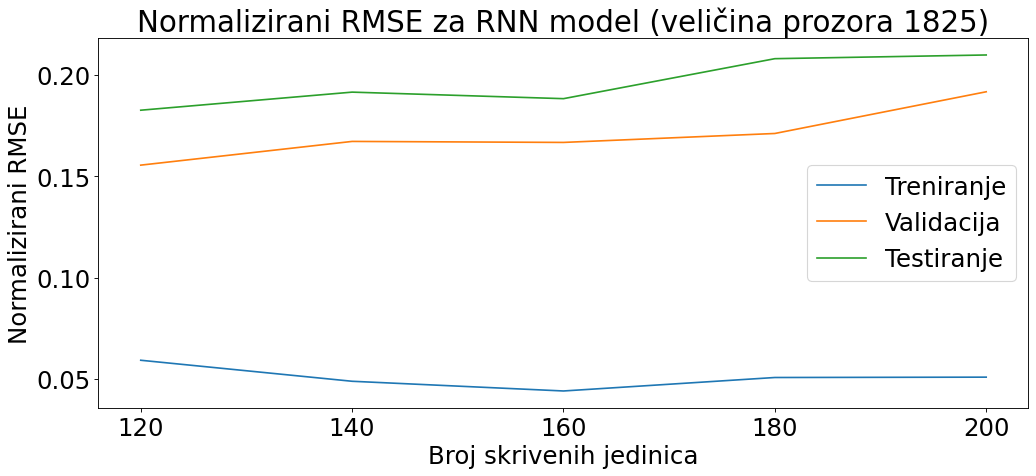 Normalizirani RMSE za RNN model (veličina prozora 1825)
Normalizirani RMSE
0.20
0.15
0.10
0.05
Treniranje
Validacija
Testiranje
120 140 160 180 200
Broj skrivenih jedinica